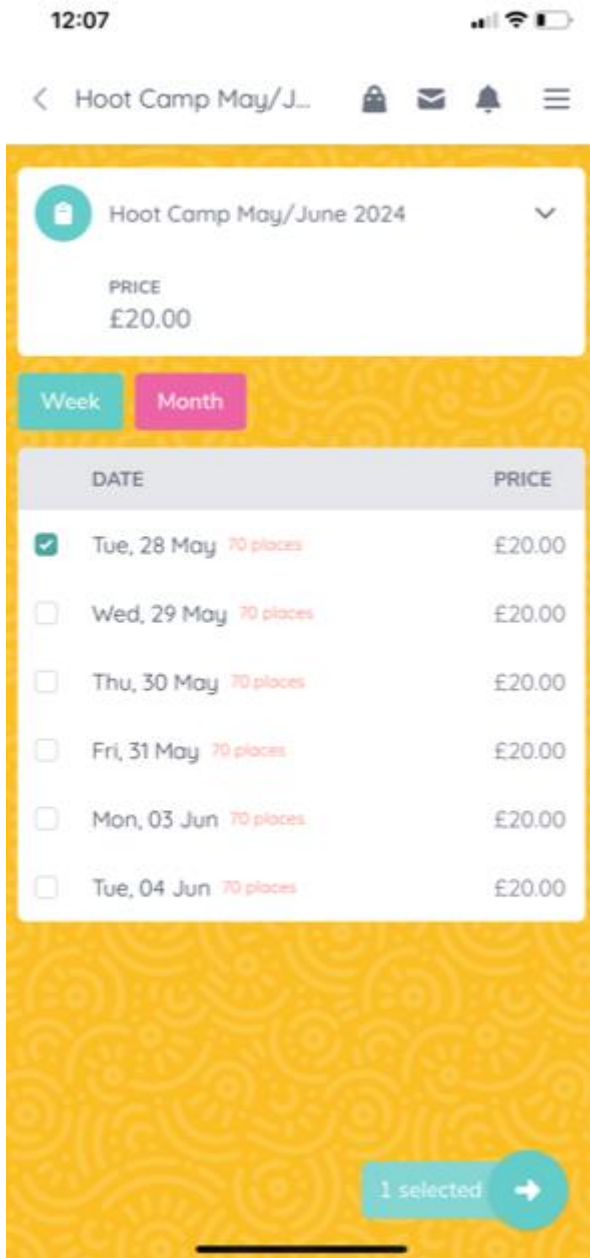 12:07
Hoot Camp May/J...
Hoot Camp May/June 2024
PRICE
£20.00
Week Month
DATE PRICE
Tue, 28 May 70 places £20.00
Wed, 29 May 70 places £20.00
Thu, 30 May 70 places £20.00
Fri, 31 May 70 places £20.00
Mon, 03 Jun 70 places £20.00
Tue, 04 Jun 70 places £20.00
1 selected